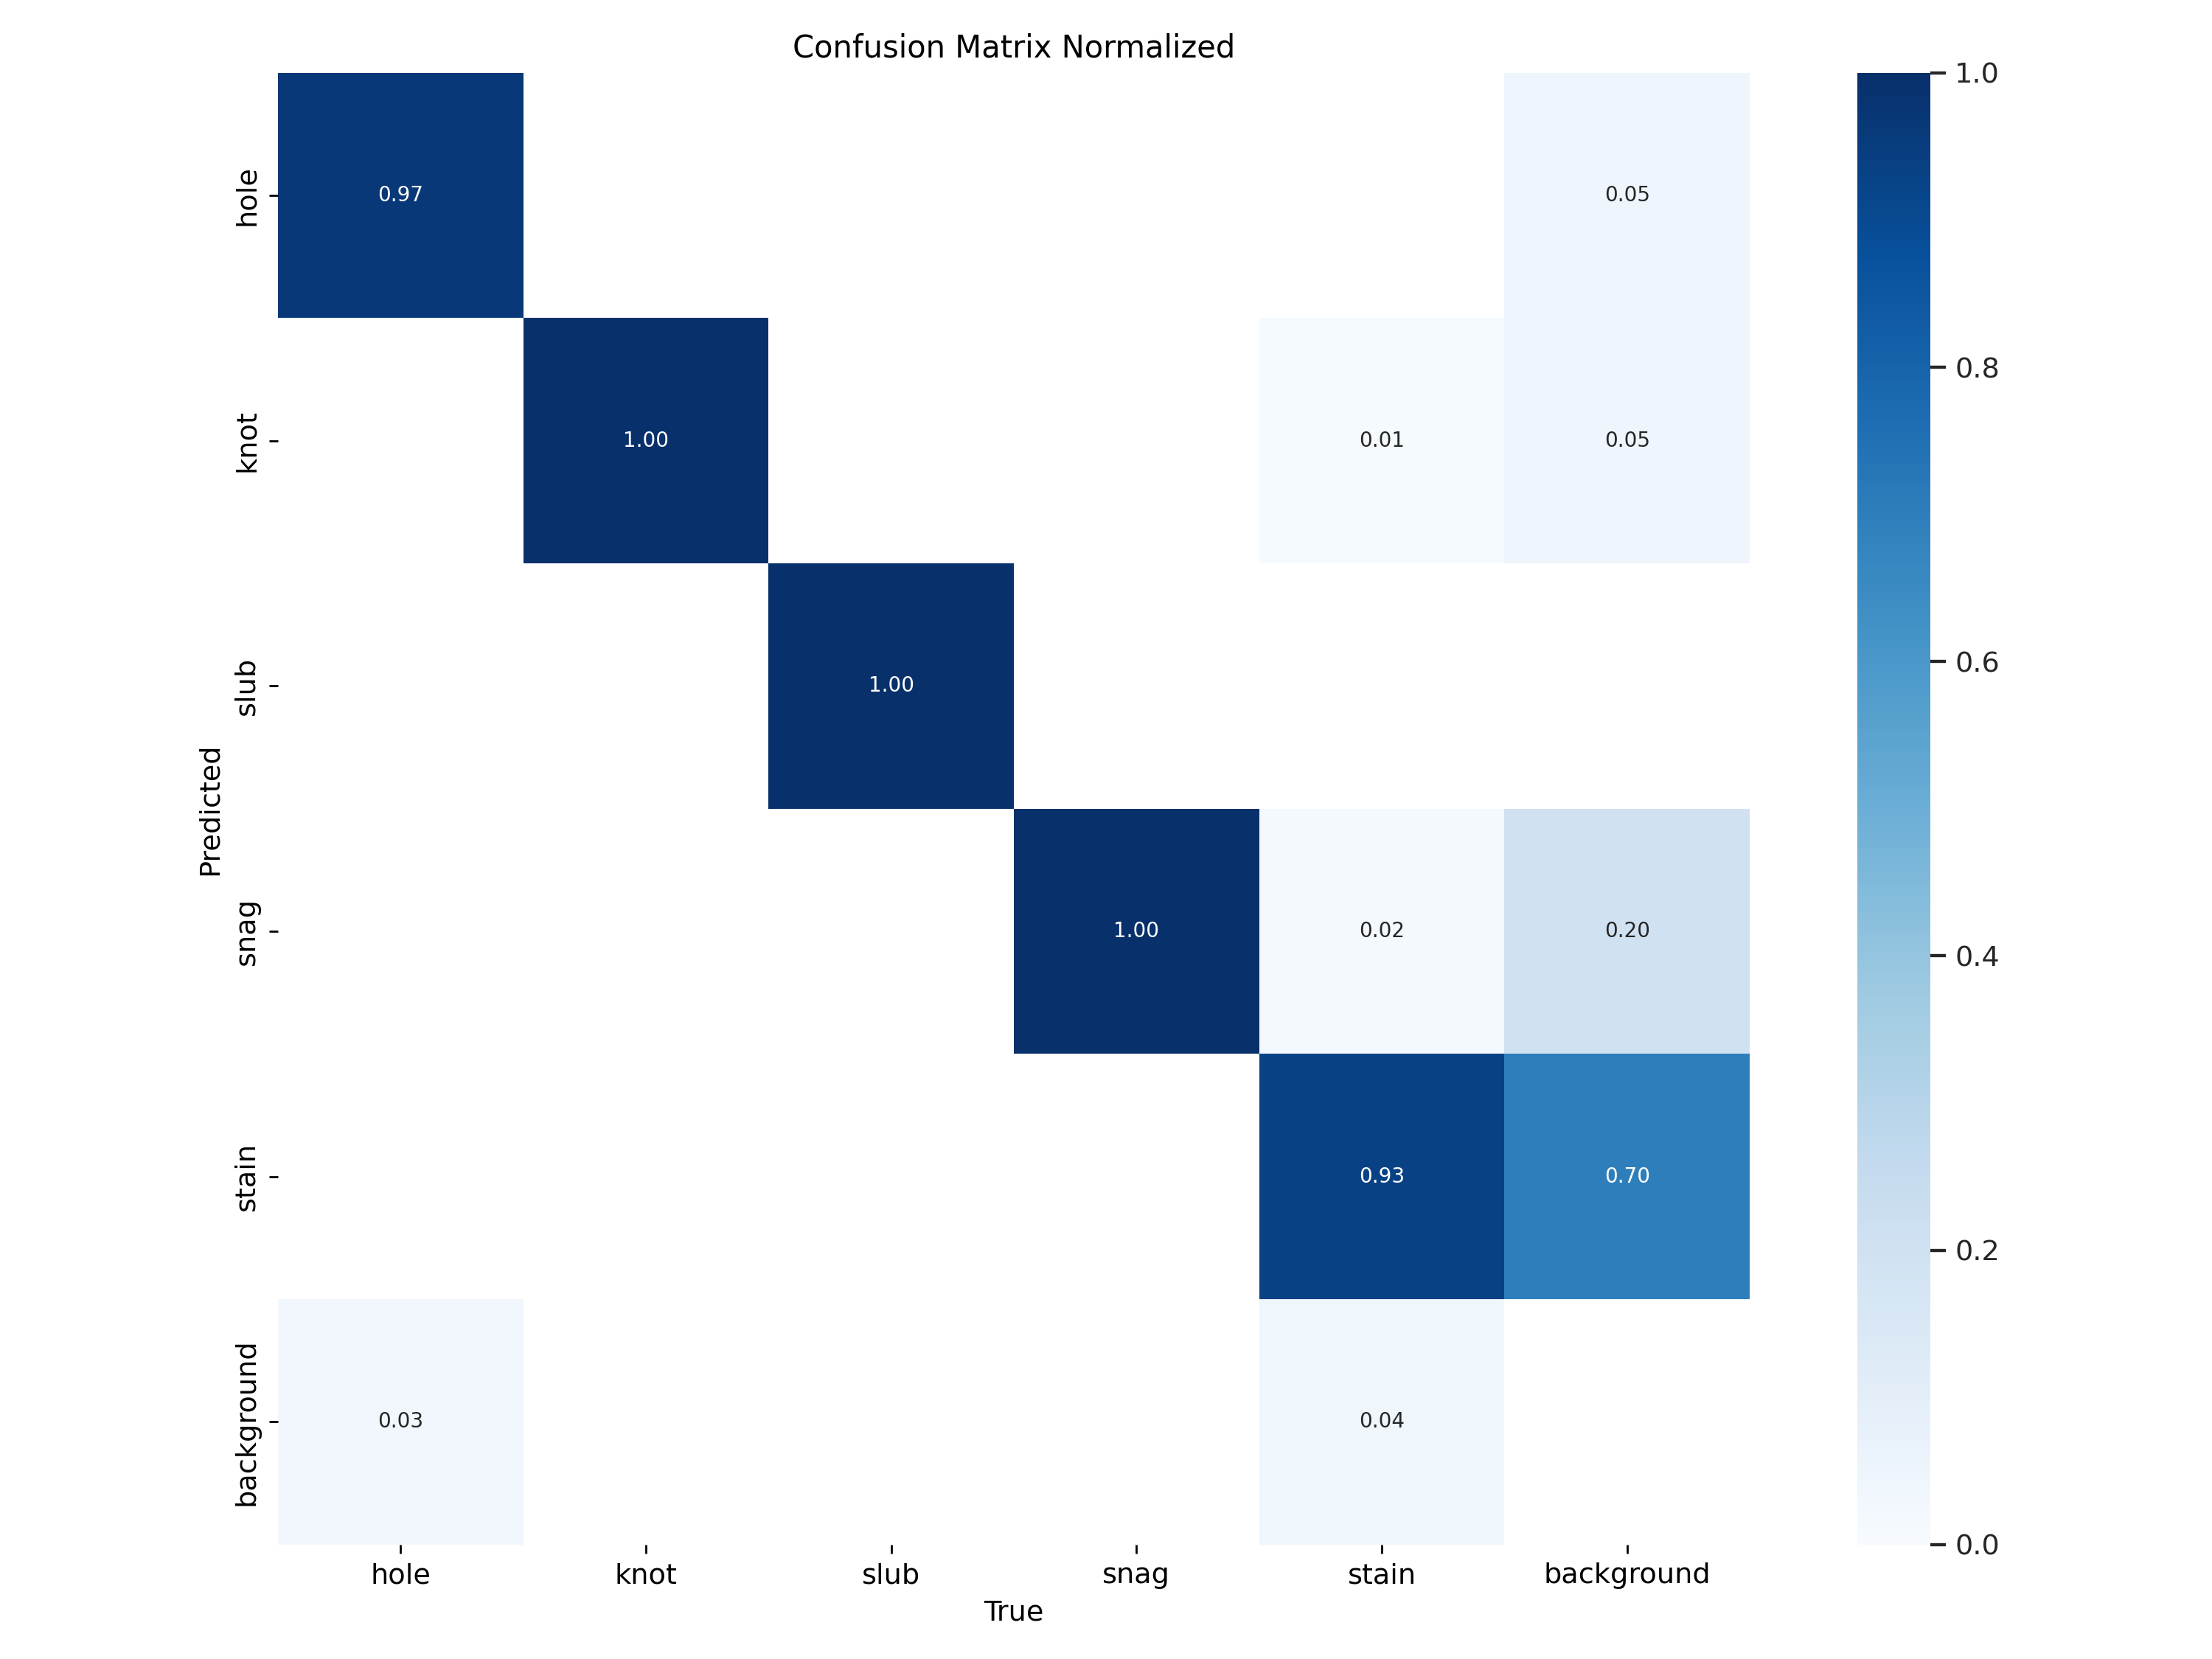 Confusion Matrix Normalized
1.0
hole
0.97
0.05
0.8
knot
1.00
0.01
0.05
slub
1.00
0.6
Predicted
snag
1.00
0.02
0.20
0.4
stain
0.93
0.70
0.2
background
0.03
0.04
0.0
hole knot slub snag stain background
True